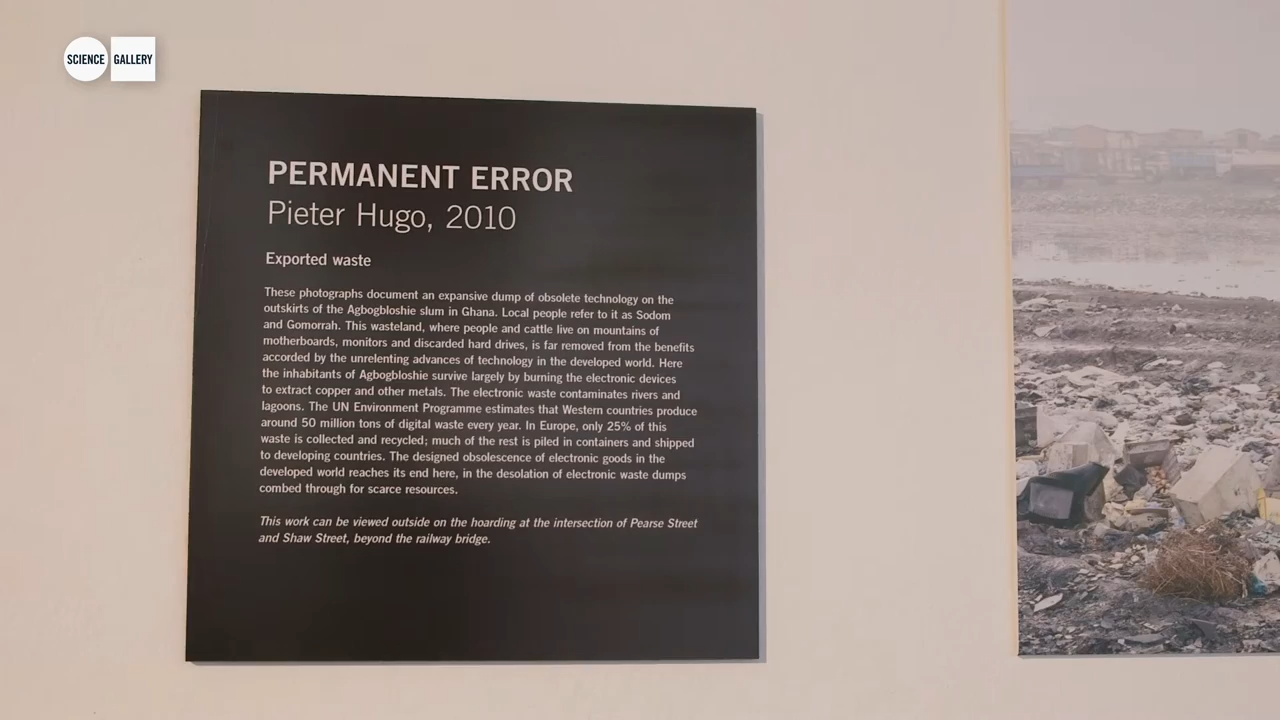 SCIENCE GALLERY
PERMANENT ERROR
Pieter Hugo, 2010
Exported waste
These photographs document an expansive dump of obsolete technology on the
outskirts of the Agbogbloshie slum in Ghana. Local people refer to it as Sodom
and Gomorrah. This wasteland, where people and cattle live on mountains of
motherboards, monitors and discarded hard drives, is far removed from the benefits
accorded by the unrelenting advances of technology in the developed world. Here
the inhabitants of Agbogbloshie survive largely by burning the electronic devices
to extract copper and other metals. The electronic waste contaminates rivers and
lagoons. The UN Environment Programme estimates that Western countries produce
around 50 million tons of digital waste every year. In Europe, only 25% of this
waste is collected and recycled; much of the rest is piled in containers and shipped
to developing countries. The designed obsolescence of electronic goods in the
developed world reaches its end here, in the desolation of electronic waste dumps
combed through for scarce resources.
This work can be viewed outside on the hoarding at the intersection of Pearse Street
and Shaw Street, beyond the railway bridge.